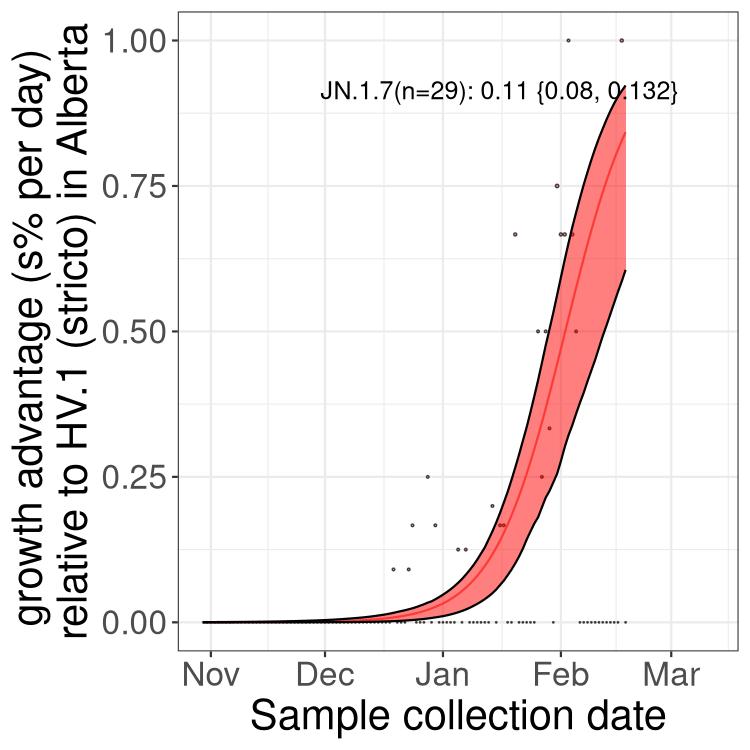 growth advantage (s% per day)
relative to HV.1 (stricto) in Alberta
1.00
0.75
0.50
0.25
0.00
JN.1.7(n=29): 0.11 {0.08, 0.132}
Nov Dec Jan Feb Mar
Sample collection date